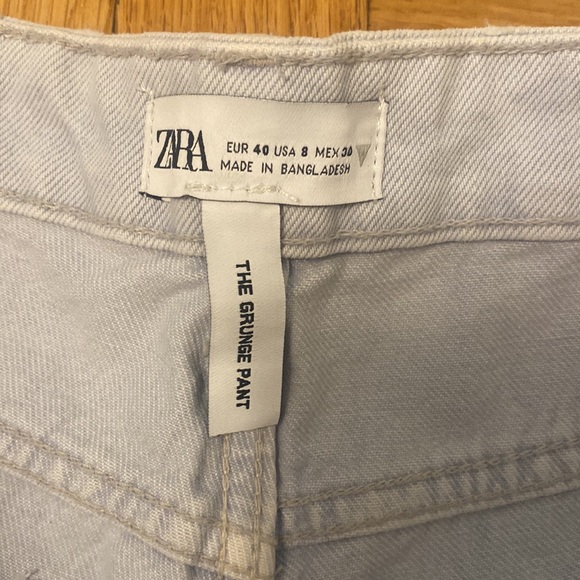 ZARA
EUR 40 USA 8 MEX 30
MADE IN BANGLADESH
THE GRUNGE PANT